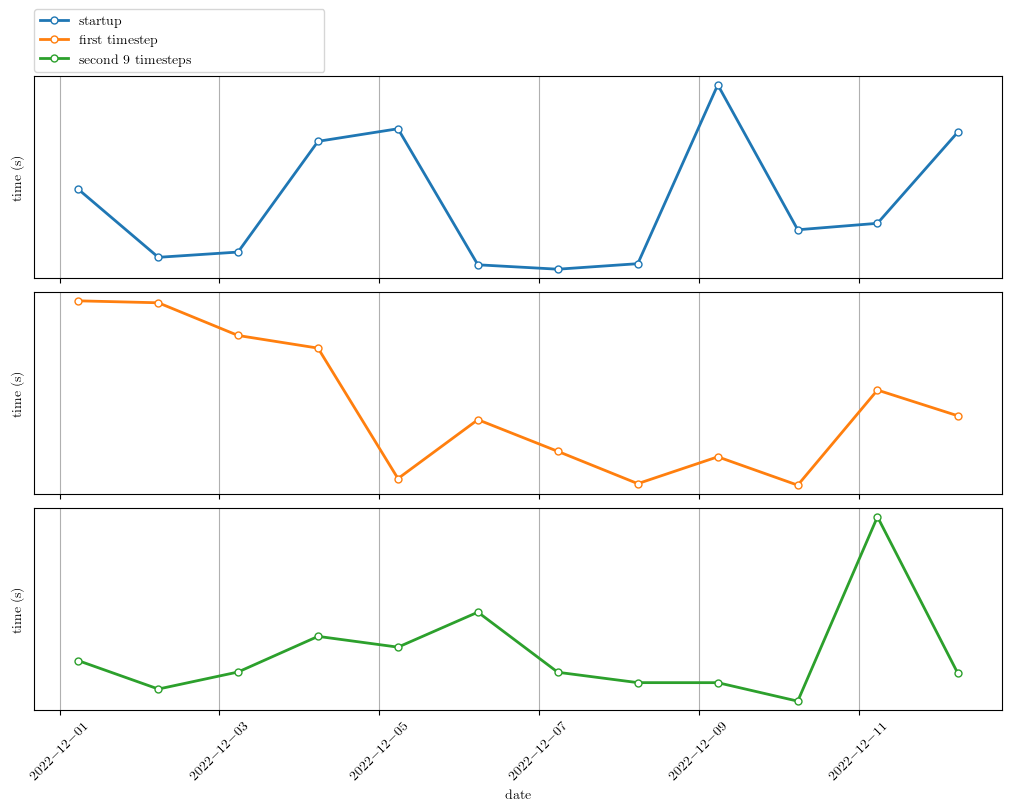 startup
first timestep
second 9 timesteps
time (s)
time (s)
time (s)
2022−12−01
2022−12−03
2022−12−05
2022−12−07
2022−12−09
2022−12−11
date